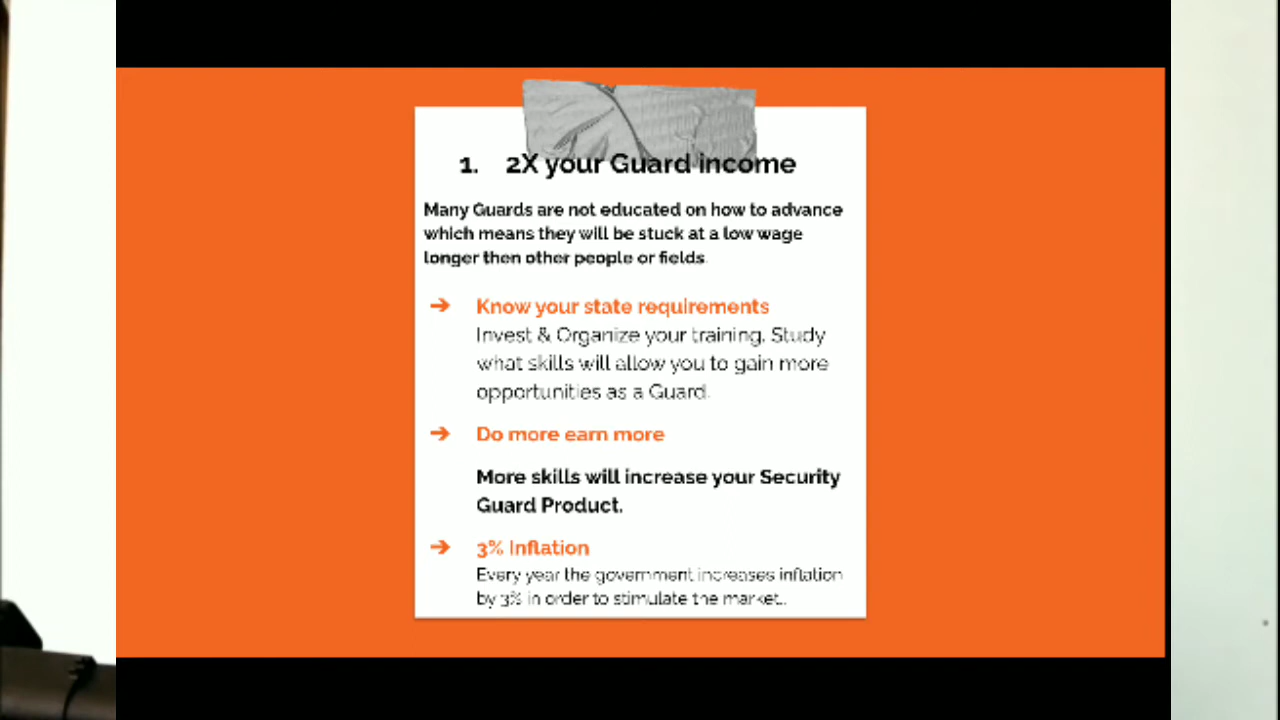 1. 2X your Guard income
Many Guards are not educated on how to advance
which means they will be stuck at a low wage
longer then other people or fields.
➔ Know your state requirements
Invest & Organize your training. Study
what skills will allow you to gain more
opportunities as a Guard.
➔ Do more earn more
More skills will increase your Security
Guard Product.
➔ 3% Inflation
Every year the government increases inflation
by 3% in order to stimulate the market..